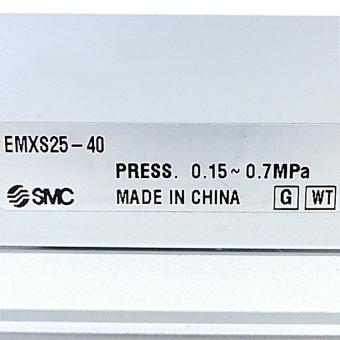 EMXS25-40
PRESS. 0.15~0.7MPa
SMC MADE IN CHINA G WT